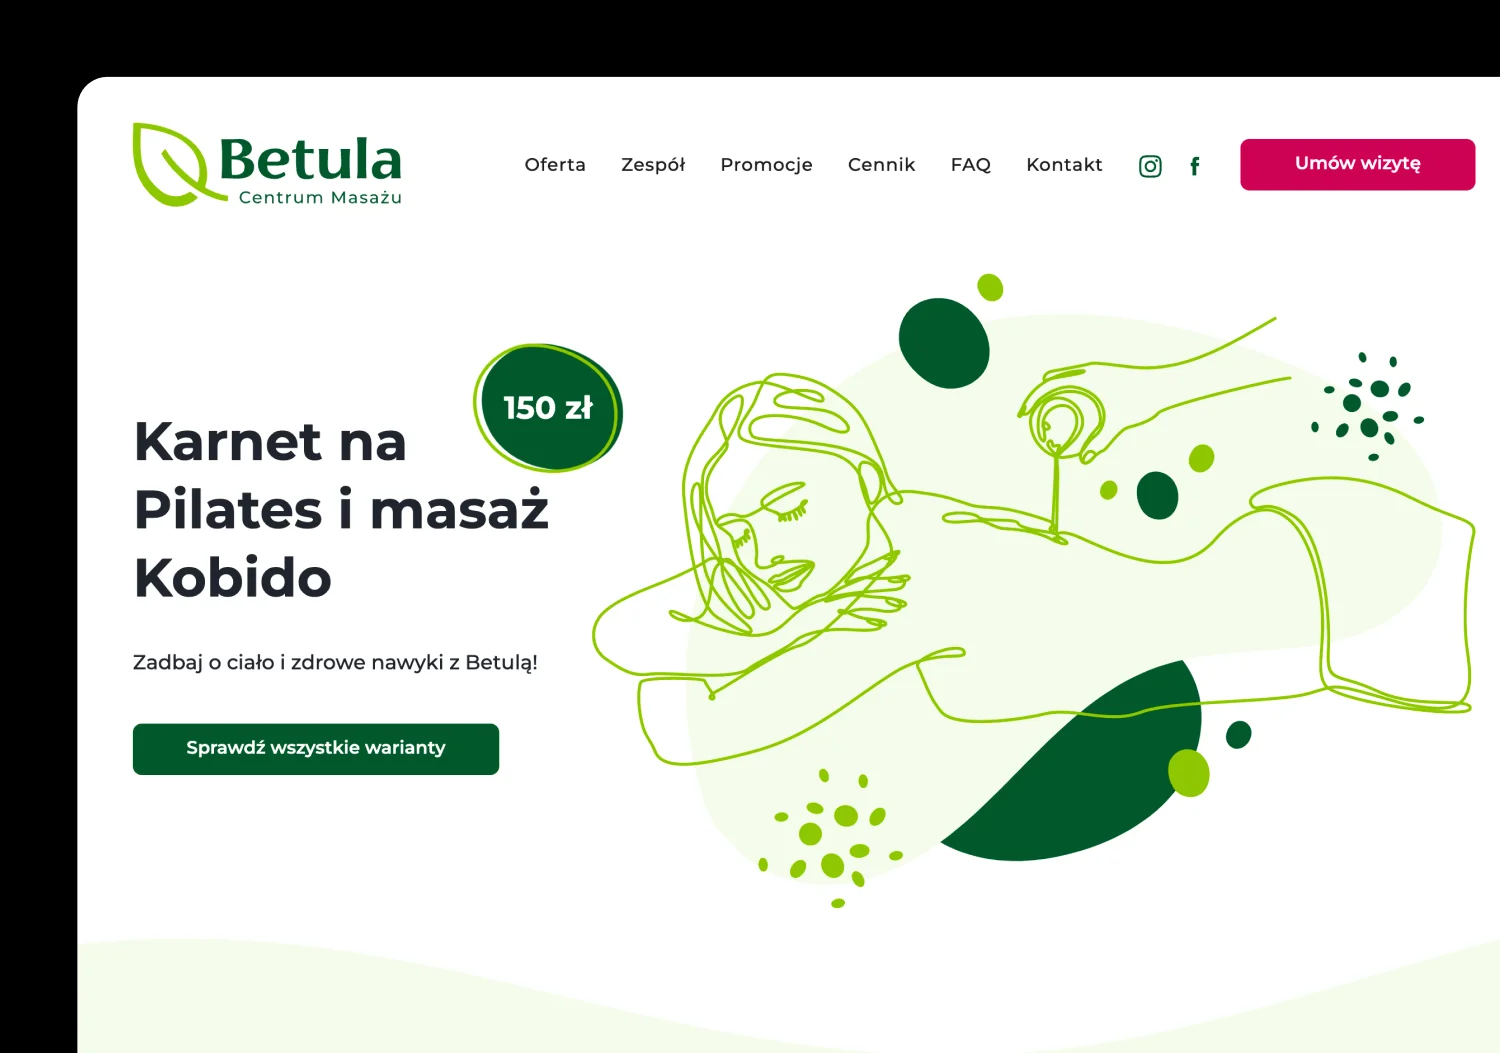 Betula
Centrum Masażu
Oferta Zespół Promocje Cennik FAQ Kontakt
Umów wizytę
150 zł
Karnet na
Pilates i masaż
Kobido
Zadbaj o ciało i zdrowe nawyki z Betulą!
Sprawdź wszystkie warianty